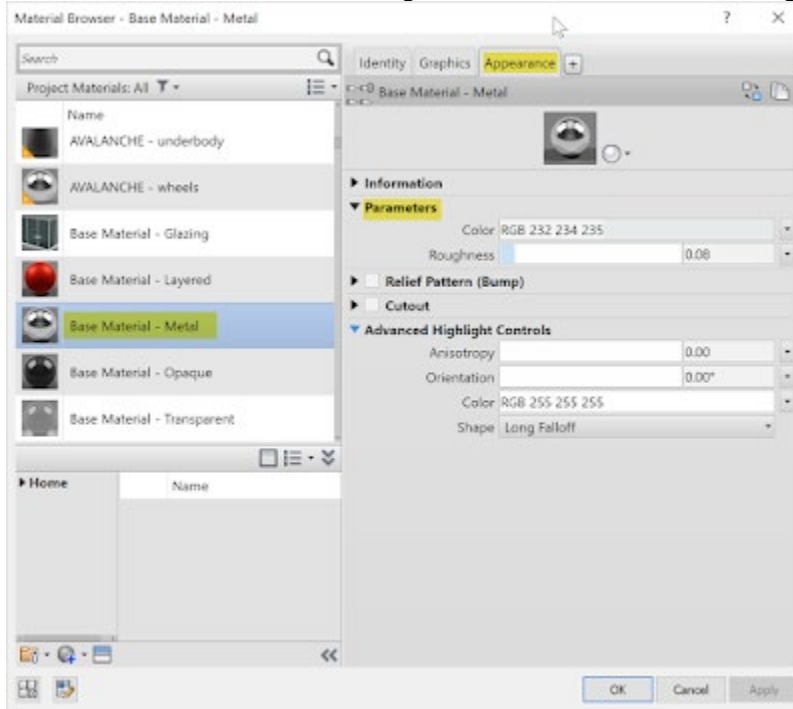 Material Browser - Base Material - Metal
? ×
Search
Project Materials: All
Name
AVALANCHE - underbody
AVALANCHE - wheels
Base Material - Glazing
Base Material - Layered
Base Material - Metal
Base Material - Opaque
Base Material - Transparent
Home
Name
Identity Graphics Appearance +
Base Material - Metal
Information
Parameters
Color RGB 232 234 235
Roughness 0.08
Relief Pattern (Bump)
Cutout
Advanced Highlight Controls
Anisotropy 0.00
Orientation 0.00°
Color RGB 255 255 255
Shape Long Falloff
OK Cancel Apply